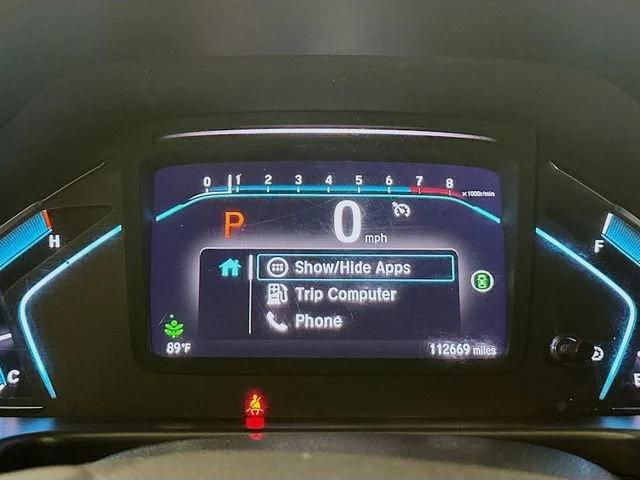 0 1 2 3 4 5 6 7 8 x1000r/min
P 0 mph
H F
Show/Hide Apps
Trip Computer
Phone
C E
89°F 112669 miles